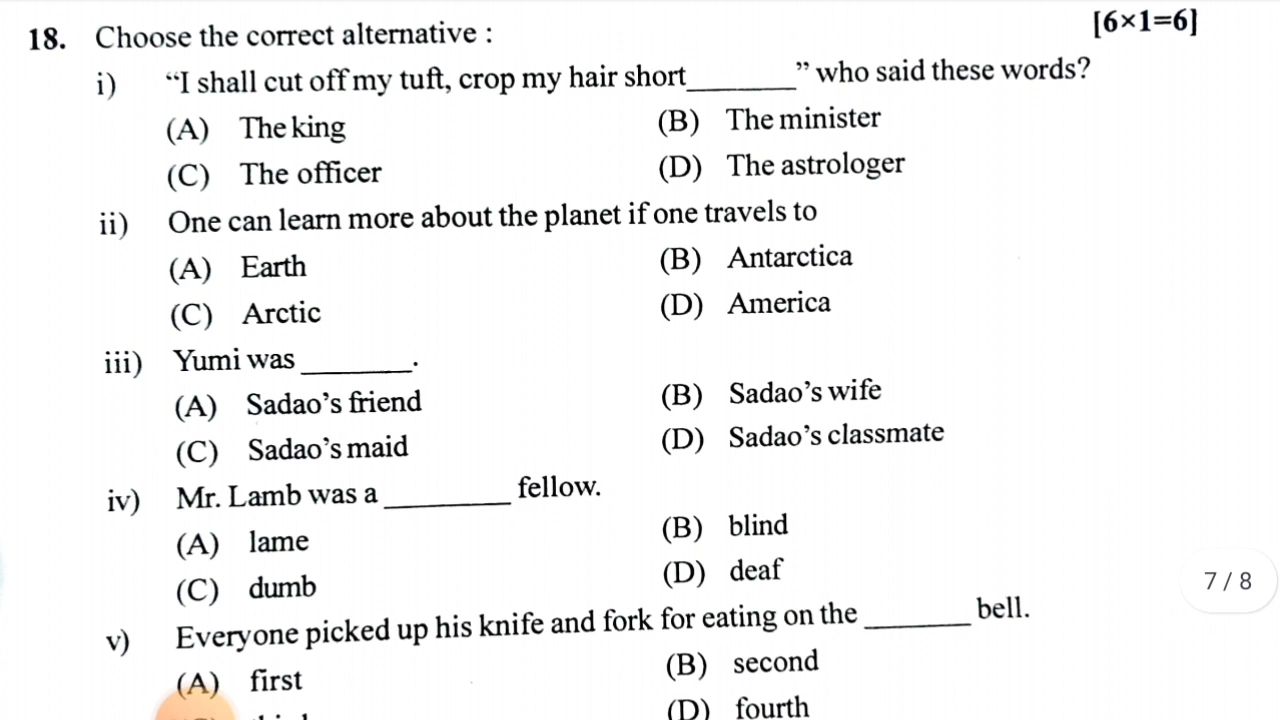 18. Choose the correct alternative : [6×1=6]
i) “I shall cut off my tuft, crop my hair short_______” who said these words?
(A) The king (B) The minister
(C) The officer (D) The astrologer
ii) One can learn more about the planet if one travels to
(A) Earth (B) Antarctica
(C) Arctic (D) America
iii) Yumi was _______.
(A) Sadao’s friend (B) Sadao’s wife
(C) Sadao’s maid (D) Sadao’s classmate
iv) Mr. Lamb was a ________ fellow.
(A) lame (B) blind
(C) dumb (D) deaf
v) Everyone picked up his knife and fork for eating on the _______ bell.
(A) first (B) second
(D) fourth
7 / 8